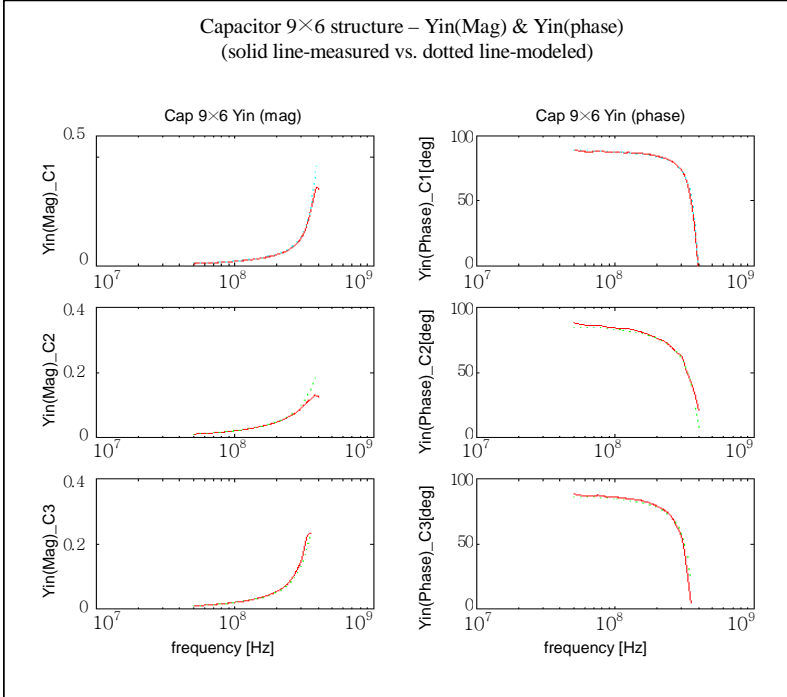 Capacitor 9×6 structure – Yin(Mag) & Yin(phase)
(solid line-measured vs. dotted line-modeled)
Cap 9×6 Yin (mag)
0.5
Yin(Mag)_C1
0
10^7
10^8
10^9
Cap 9×6 Yin (phase)
100
Yin(Phase)_C1[deg]
50
0
10^7
10^8
10^9
0.4
Yin(Mag)_C2
0.2
0
10^7
10^8
10^9
100
Yin(Phase)_C2[deg]
50
0
10^7
10^8
10^9
0.4
Yin(Mag)_C3
0.2
0
10^7
10^8
10^9
frequency [Hz]
100
Yin(Phase)_C3[deg]
50
0
10^7
10^8
10^9
frequency [Hz]